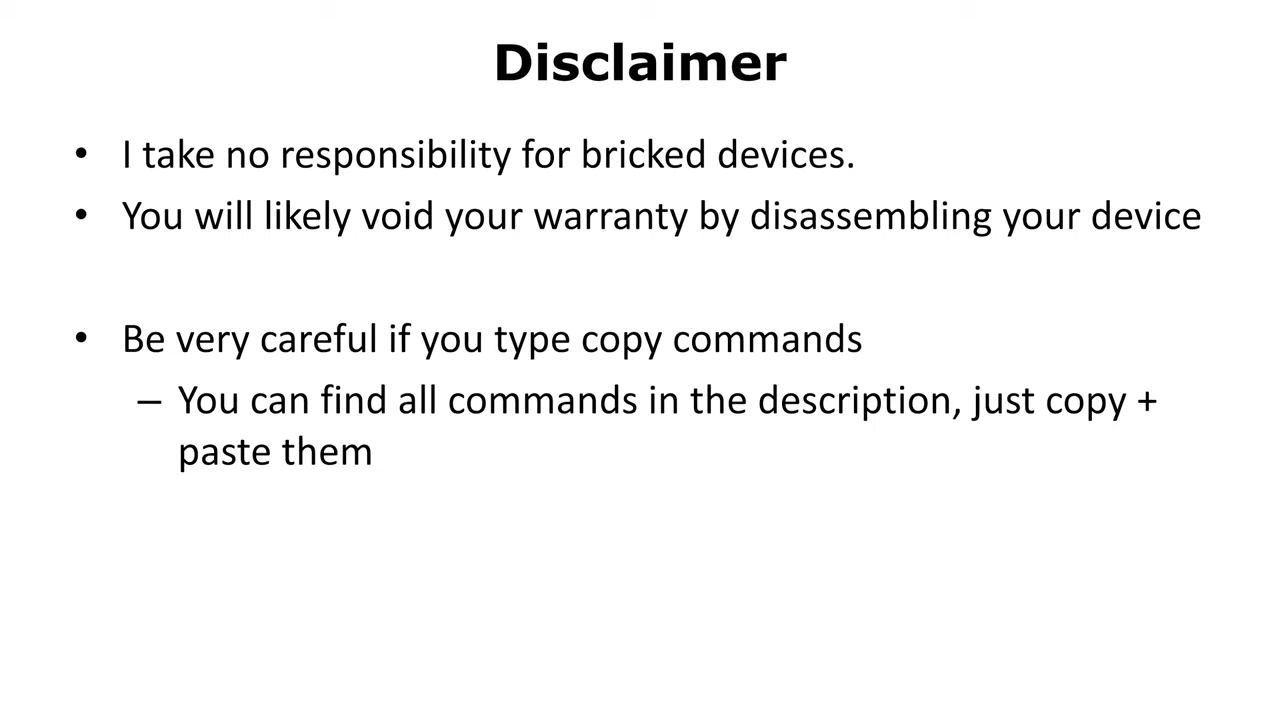 Disclaimer
• I take no responsibility for bricked devices.
• You will likely void your warranty by disassembling your device
• Be very careful if you type copy commands
– You can find all commands in the description, just copy +
paste them